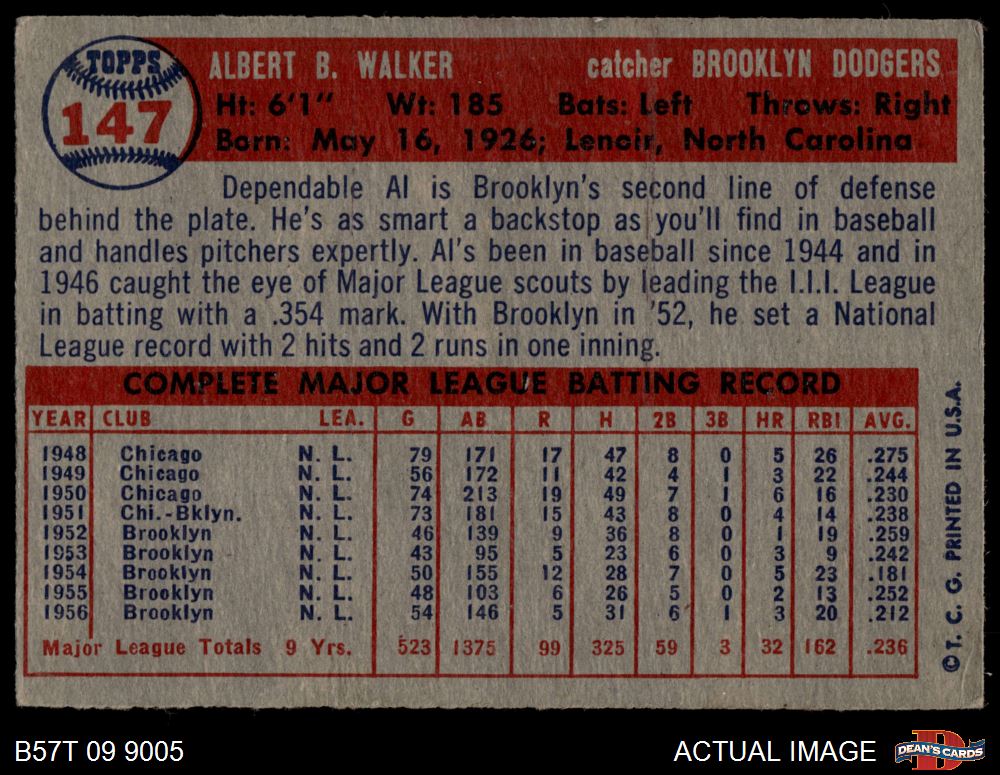 TOPPS
147
ALBERT B. WALKER catcher BROOKLYN DODGERS
Ht: 6'1" Wt: 185 Bats: Left Throws: Right
Born: May 16, 1926; Lenoir, North Carolina
Dependable Al is Brooklyn's second line of defense
behind the plate. He's as smart a backstop as you'll find in baseball
and handles pitchers expertly. Al's been in baseball since 1944 and in
1946 caught the eye of Major League scouts by leading the I.I.I. League
in batting with a .354 mark. With Brooklyn in '52, he set a National
League record with 2 hits and 2 runs in one inning.
COMPLETE MAJOR LEAGUE BATTING RECORD
YEAR CLUB LEA. G AB R H 2B 3B HR RBI AVG.
1948 Chicago N. L. 79 171 17 47 8 0 5 26 .275
1949 Chicago N. L. 56 172 11 42 4 1 3 22 .244
1950 Chicago N. L. 74 213 19 49 7 1 6 16 .230
1951 Chi.-Bklyn. N. L. 73 181 15 43 8 0 4 14 .238
1952 Brooklyn N. L. 46 139 9 36 8 0 1 19 .259
1953 Brooklyn N. L. 43 95 5 23 6 0 3 9 .242
1954 Brooklyn N. L. 50 155 12 28 7 0 5 23 .181
1955 Brooklyn N. L. 48 103 6 26 5 0 2 13 .252
1956 Brooklyn N. L. 54 146 5 31 6 1 3 20 .212
Major League Totals 9 Yrs. 523 1375 99 325 59 3 32 162 .236
© T. C. G. PRINTED IN U.S.A.
B57T 09 9005
ACTUAL IMAGE
D
DEAN'S CARDS